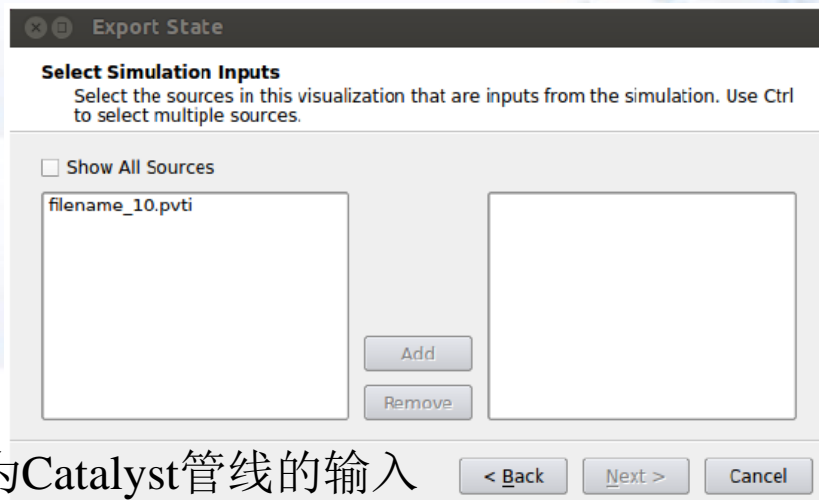 Export State
Select Simulation Inputs
Select the sources in this visualization that are inputs from the simulation. Use Ctrl
to select multiple sources.
Show All Sources
filename_10.pvti
Add
Remove
为Catalyst管线的输入
< Back
Next >
Cancel